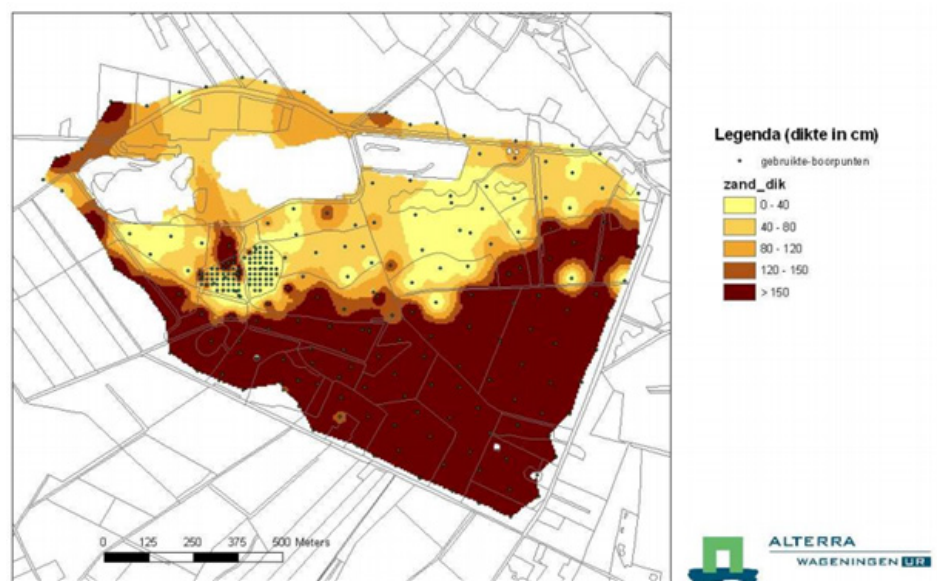 Legenda (dikte in cm)
gebruikte-boorpunten
zand_dik
0 - 40
40 - 80
80 - 120
120 - 150
> 150
0 125 250 375 500 Meters
ALTERRA
WAGENINGEN UR